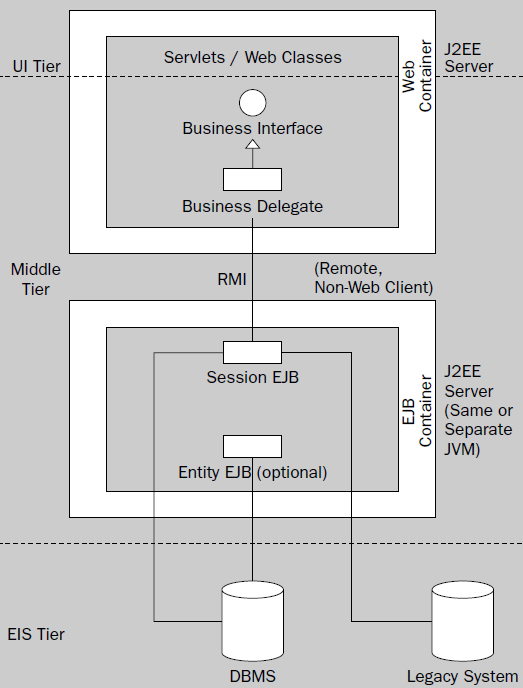 Servlets / Web Classes
UI Tier
Web
Container
J2EE
Server
Business Interface
Business Delegate
Middle
Tier
RMI
(Remote,
Non-Web Client)
Session EJB
EJB
Container
J2EE
Server
(Same or
Separate
JVM)
Entity EJB (optional)
EIS Tier
DBMS
Legacy System